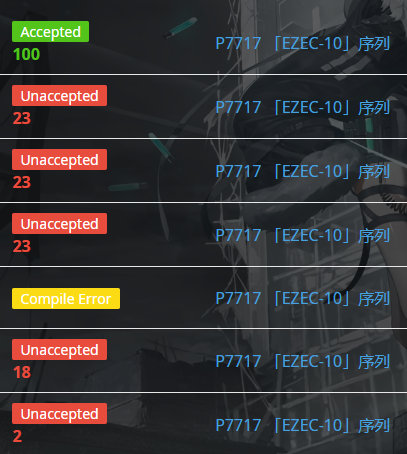 Accepted
100
P7717 「EZEC-10」序列
Unaccepted
23
P7717 「EZEC-10」序列
Unaccepted
23
P7717 「EZEC-10」序列
Unaccepted
23
P7717 「EZEC-10」序列
Compile Error
P7717 「EZEC-10」序列
Unaccepted
18
P7717 「EZEC-10」序列
Unaccepted
2
P7717 「EZEC-10」序列